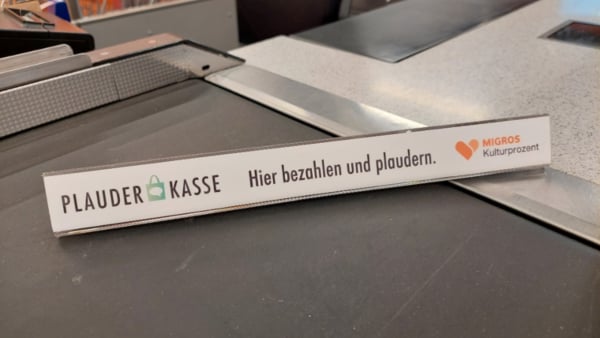 PLAUDER KASSE Hier bezahlen und plaudern.
MIGROS
Kulturprozent